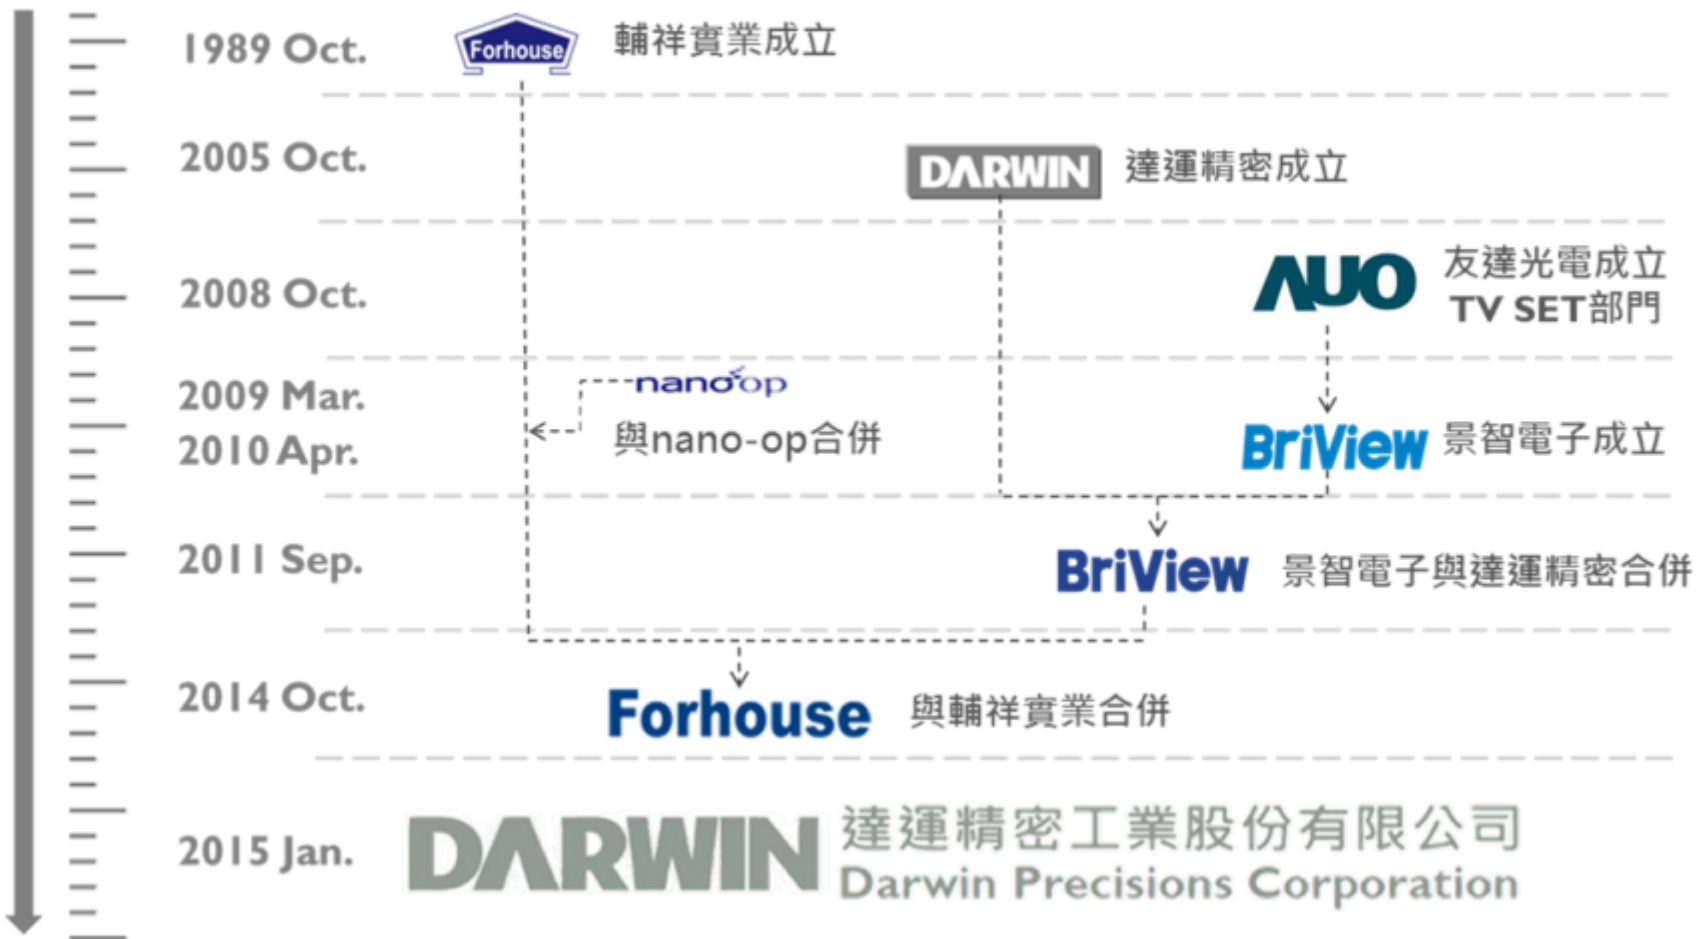 1989 Oct.
Forhouse
輔祥實業成立
2005 Oct.
DARWIN
達運精密成立
2008 Oct.
AUO
友達光電成立
TV SET部門
2009 Mar.
nano op
2010 Apr.
與nano-op合併
BriView
景智電子成立
2011 Sep.
BriView
景智電子與達運精密合併
2014 Oct.
Forhouse
與輔祥實業合併
2015 Jan.
DARWIN
達運精密工業股份有限公司
Darwin Precisions Corporation